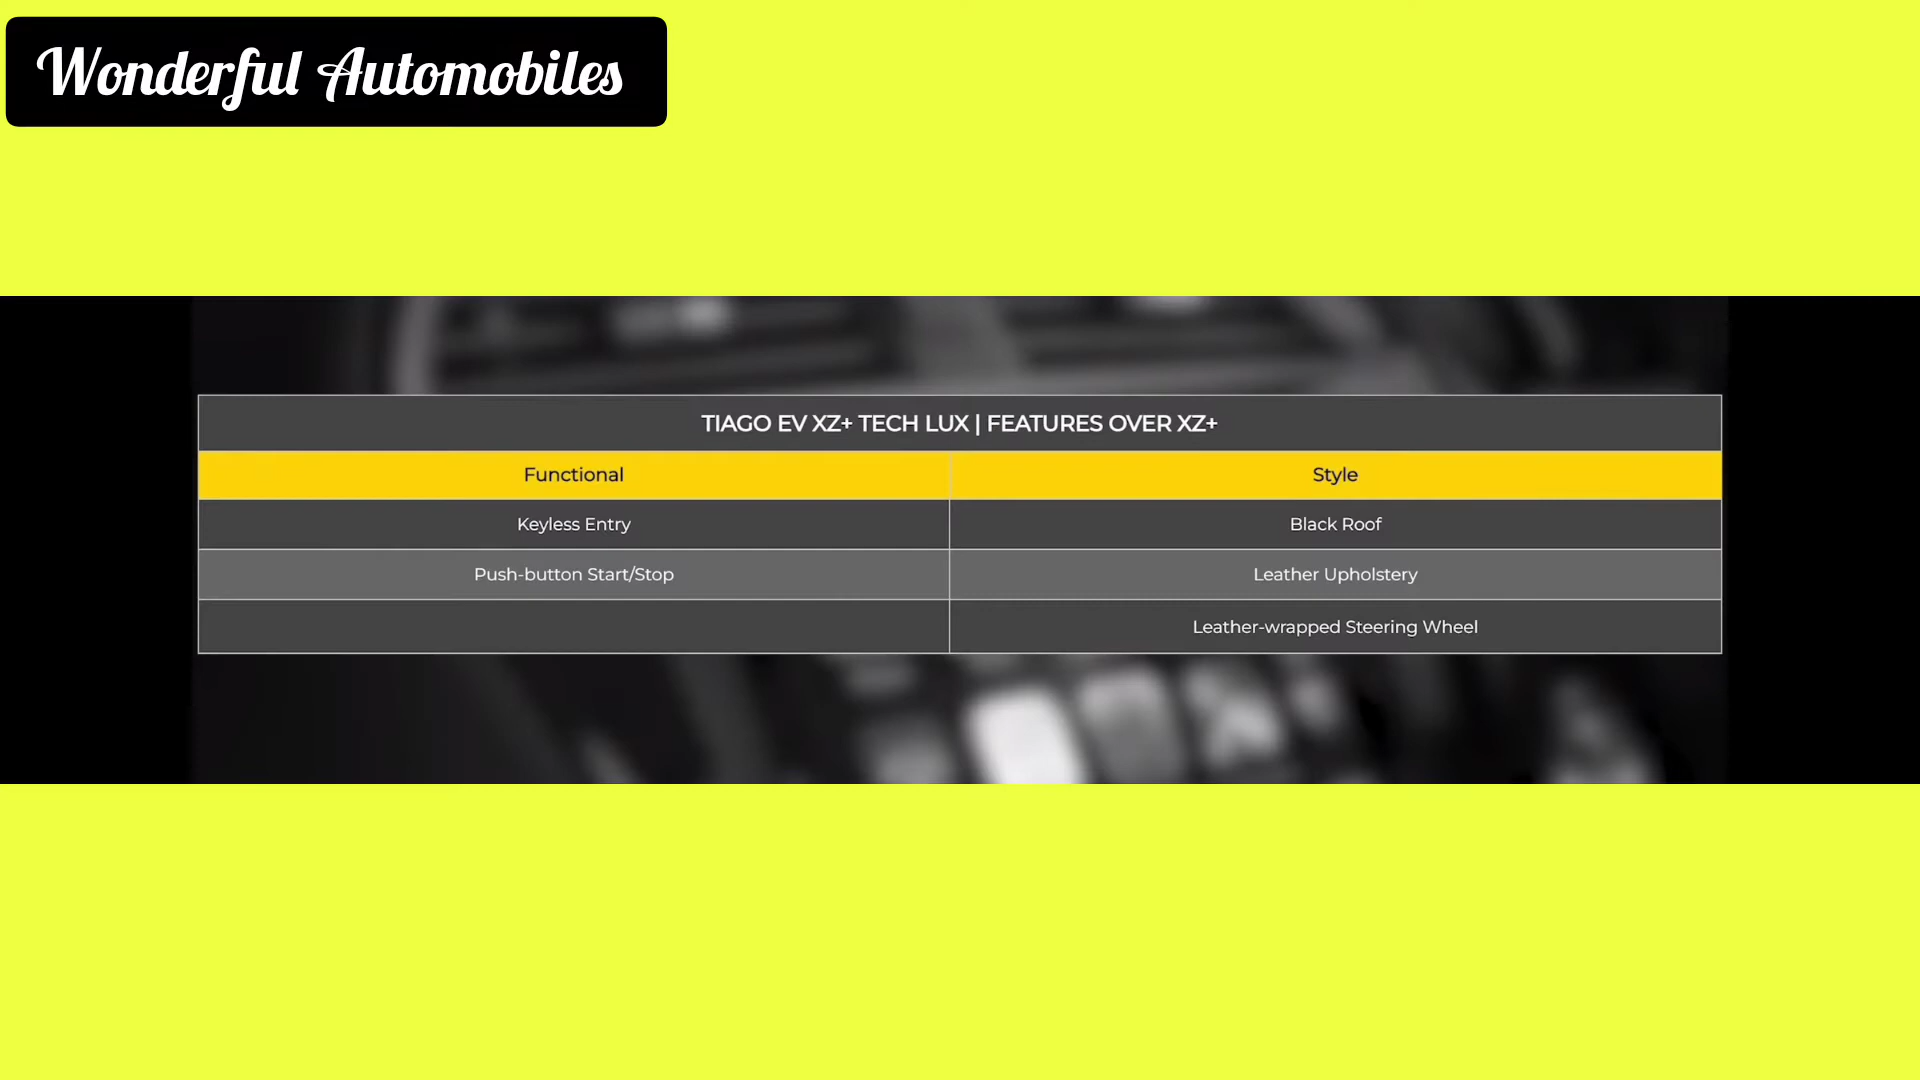 Wonderful Automobiles
TIAGO EV XZ+ TECH LUX | FEATURES OVER XZ+
Functional Style
Keyless Entry Black Roof
Push-button Start/Stop Leather Upholstery
Leather-wrapped Steering Wheel